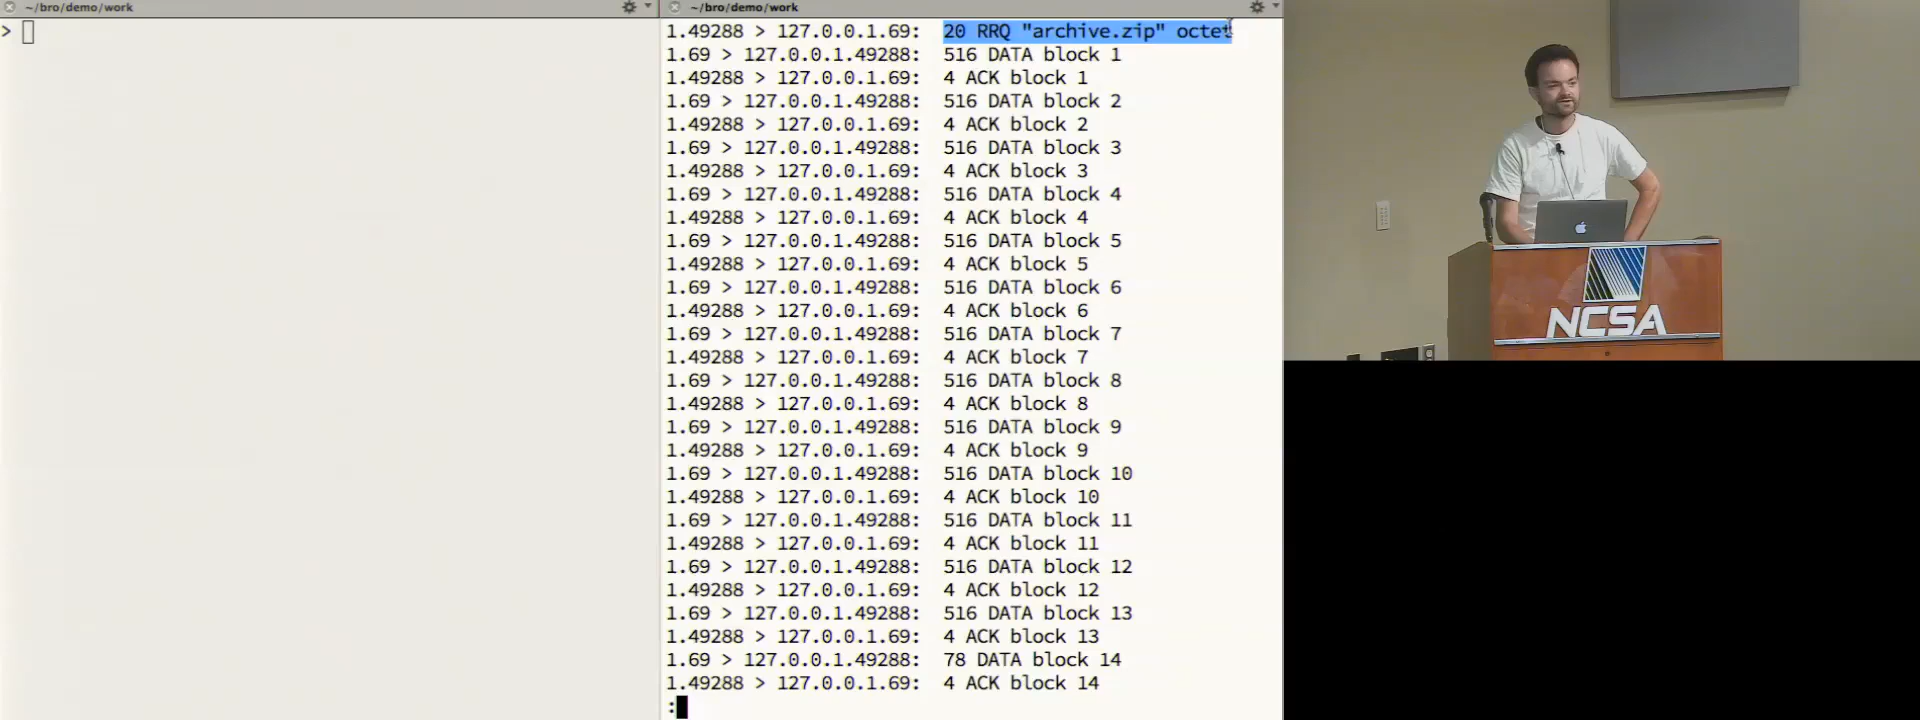 ~/bro/demo/work
>
~/bro/demo/work
1.49288 > 127.0.0.1.69:  20 RRQ "archive.zip" octet
1.69 > 127.0.0.1.49288:  516 DATA block 1
1.49288 > 127.0.0.1.69:  4 ACK block 1
1.69 > 127.0.0.1.49288:  516 DATA block 2
1.49288 > 127.0.0.1.69:  4 ACK block 2
1.69 > 127.0.0.1.49288:  516 DATA block 3
1.49288 > 127.0.0.1.69:  4 ACK block 3
1.69 > 127.0.0.1.49288:  516 DATA block 4
1.49288 > 127.0.0.1.69:  4 ACK block 4
1.69 > 127.0.0.1.49288:  516 DATA block 5
1.49288 > 127.0.0.1.69:  4 ACK block 5
1.69 > 127.0.0.1.49288:  516 DATA block 6
1.49288 > 127.0.0.1.69:  4 ACK block 6
1.69 > 127.0.0.1.49288:  516 DATA block 7
1.49288 > 127.0.0.1.69:  4 ACK block 7
1.69 > 127.0.0.1.49288:  516 DATA block 8
1.49288 > 127.0.0.1.69:  4 ACK block 8
1.69 > 127.0.0.1.49288:  516 DATA block 9
1.49288 > 127.0.0.1.69:  4 ACK block 9
1.69 > 127.0.0.1.49288:  516 DATA block 10
1.49288 > 127.0.0.1.69:  4 ACK block 10
1.69 > 127.0.0.1.49288:  516 DATA block 11
1.49288 > 127.0.0.1.69:  4 ACK block 11
1.69 > 127.0.0.1.49288:  516 DATA block 12
1.49288 > 127.0.0.1.69:  4 ACK block 12
1.69 > 127.0.0.1.49288:  516 DATA block 13
1.49288 > 127.0.0.1.69:  4 ACK block 13
1.69 > 127.0.0.1.49288:  78 DATA block 14
1.49288 > 127.0.0.1.69:  4 ACK block 14
:
NCSA